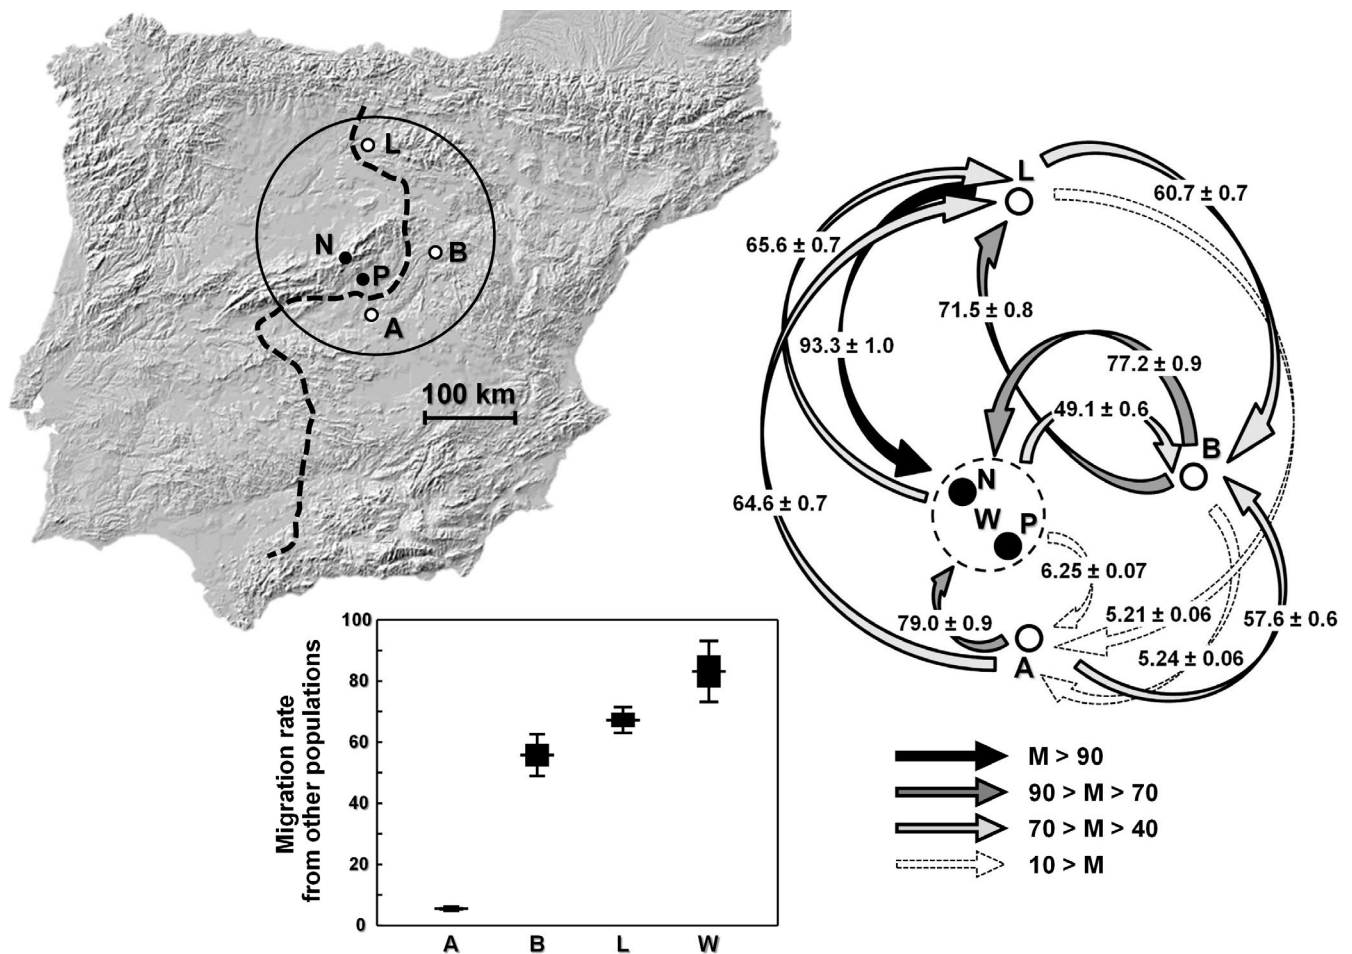 L
N
P
B
A
100 km
L
60.7 ± 0.7
65.6 ± 0.7
71.5 ± 0.8
93.3 ± 1.0
77.2 ± 0.9
49.1 ± 0.6
B
N
W
P
64.6 ± 0.7
6.25 ± 0.07
79.0 ± 0.9
5.21 ± 0.06
57.6 ± 0.6
5.24 ± 0.06
A
M > 90
90 > M > 70
70 > M > 40
10 > M
Migration rate
from other populations
100
80
60
40
20
0
A B L W